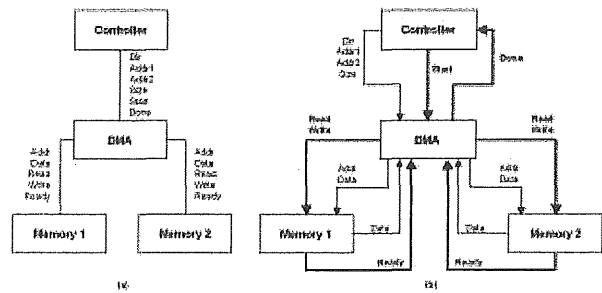 Controller
Dir
Addr1
Addr2
Size
Start
Done
DMA
Addr
Data
Read
Write
Ready
Addr
Data
Read
Write
Ready
Memory 1
Memory 2
(a)
Controller
Dir
Addr1
Addr2
Size
Start
Done
Read
Write
DMA
Read
Write
Addr
Data
Addr
Data
Memory 1
Data
Data
Memory 2
Ready
Ready
(b)